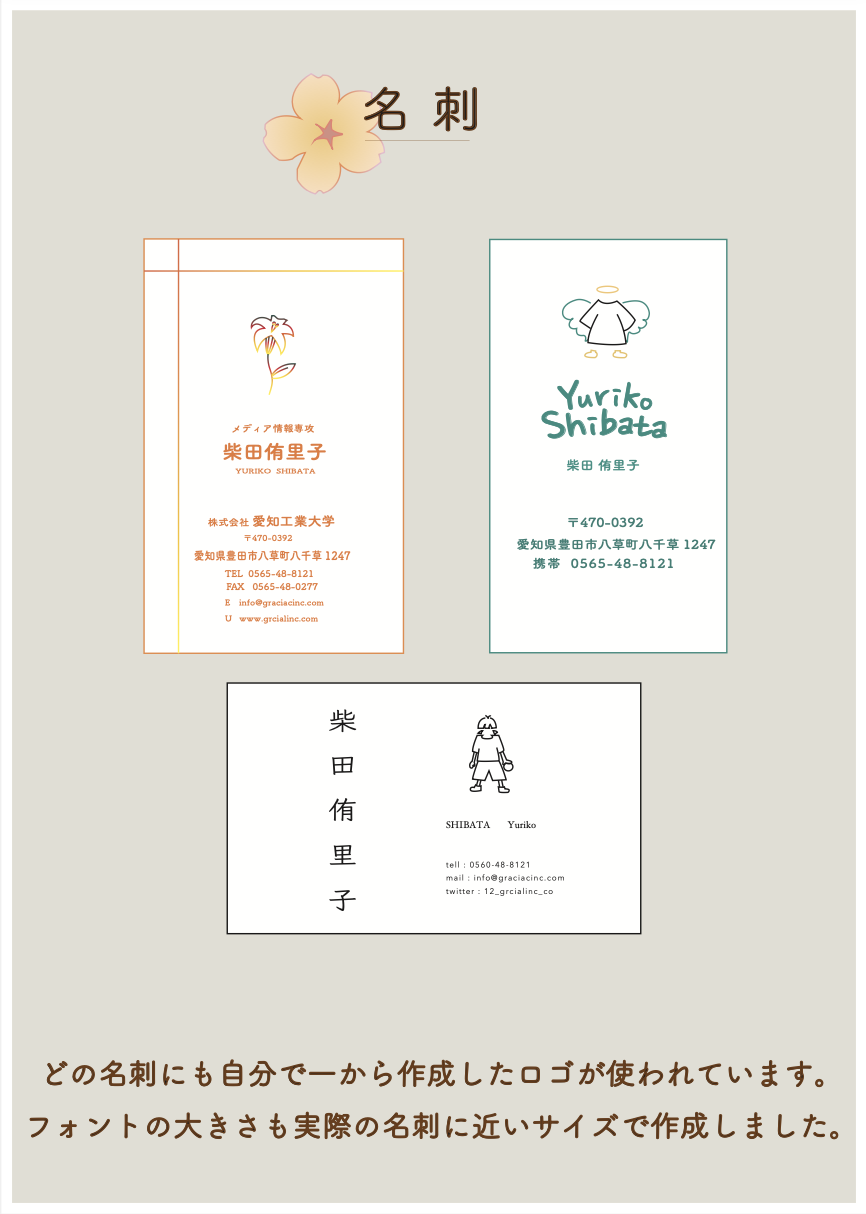 名刺
メディア情報専攻
柴田侑里子
YURIKO SHIBATA
株式会社 愛知工業大学
〒470-0392
愛知県豊田市八草町八千草 1247
TEL 0565-48-8121
FAX 0565-48-0277
E info@graciacinc.com
U www.grcialinc.com
Yuriko
Shibata
柴田 侑里子
〒470-0392
愛知県豊田市八草町八千草 1247
携帯 0565-48-8121
柴田侑里子
SHIBATA Yuriko
tell : 0560-48-8121
mail : info@graciacinc.com
twitter : 12_grcialinc_co
どの名刺にも自分で一から作成したロゴが使われています。
フォントの大きさも実際の名刺に近いサイズで作成しました。